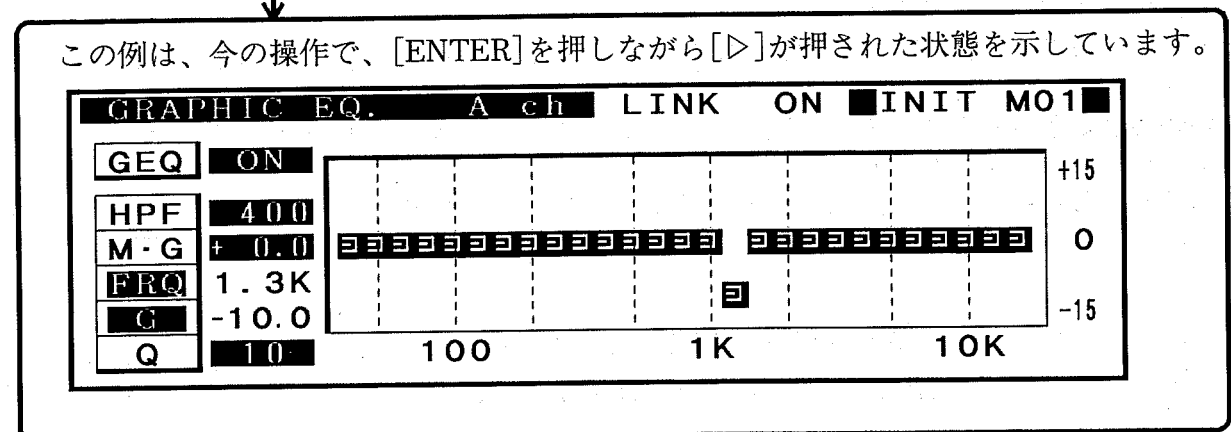 この例は、今の操作で、[ENTER]を押しながら[▷]が押された状態を示しています。
GRAPHIC EQ. A ch LINK ON ■INIT M01■
GEQ ON +15
HPF 400
M·G + 0.0 0
FRQ 1.3K
G -10.0 -15
Q 10 100 1K 10K